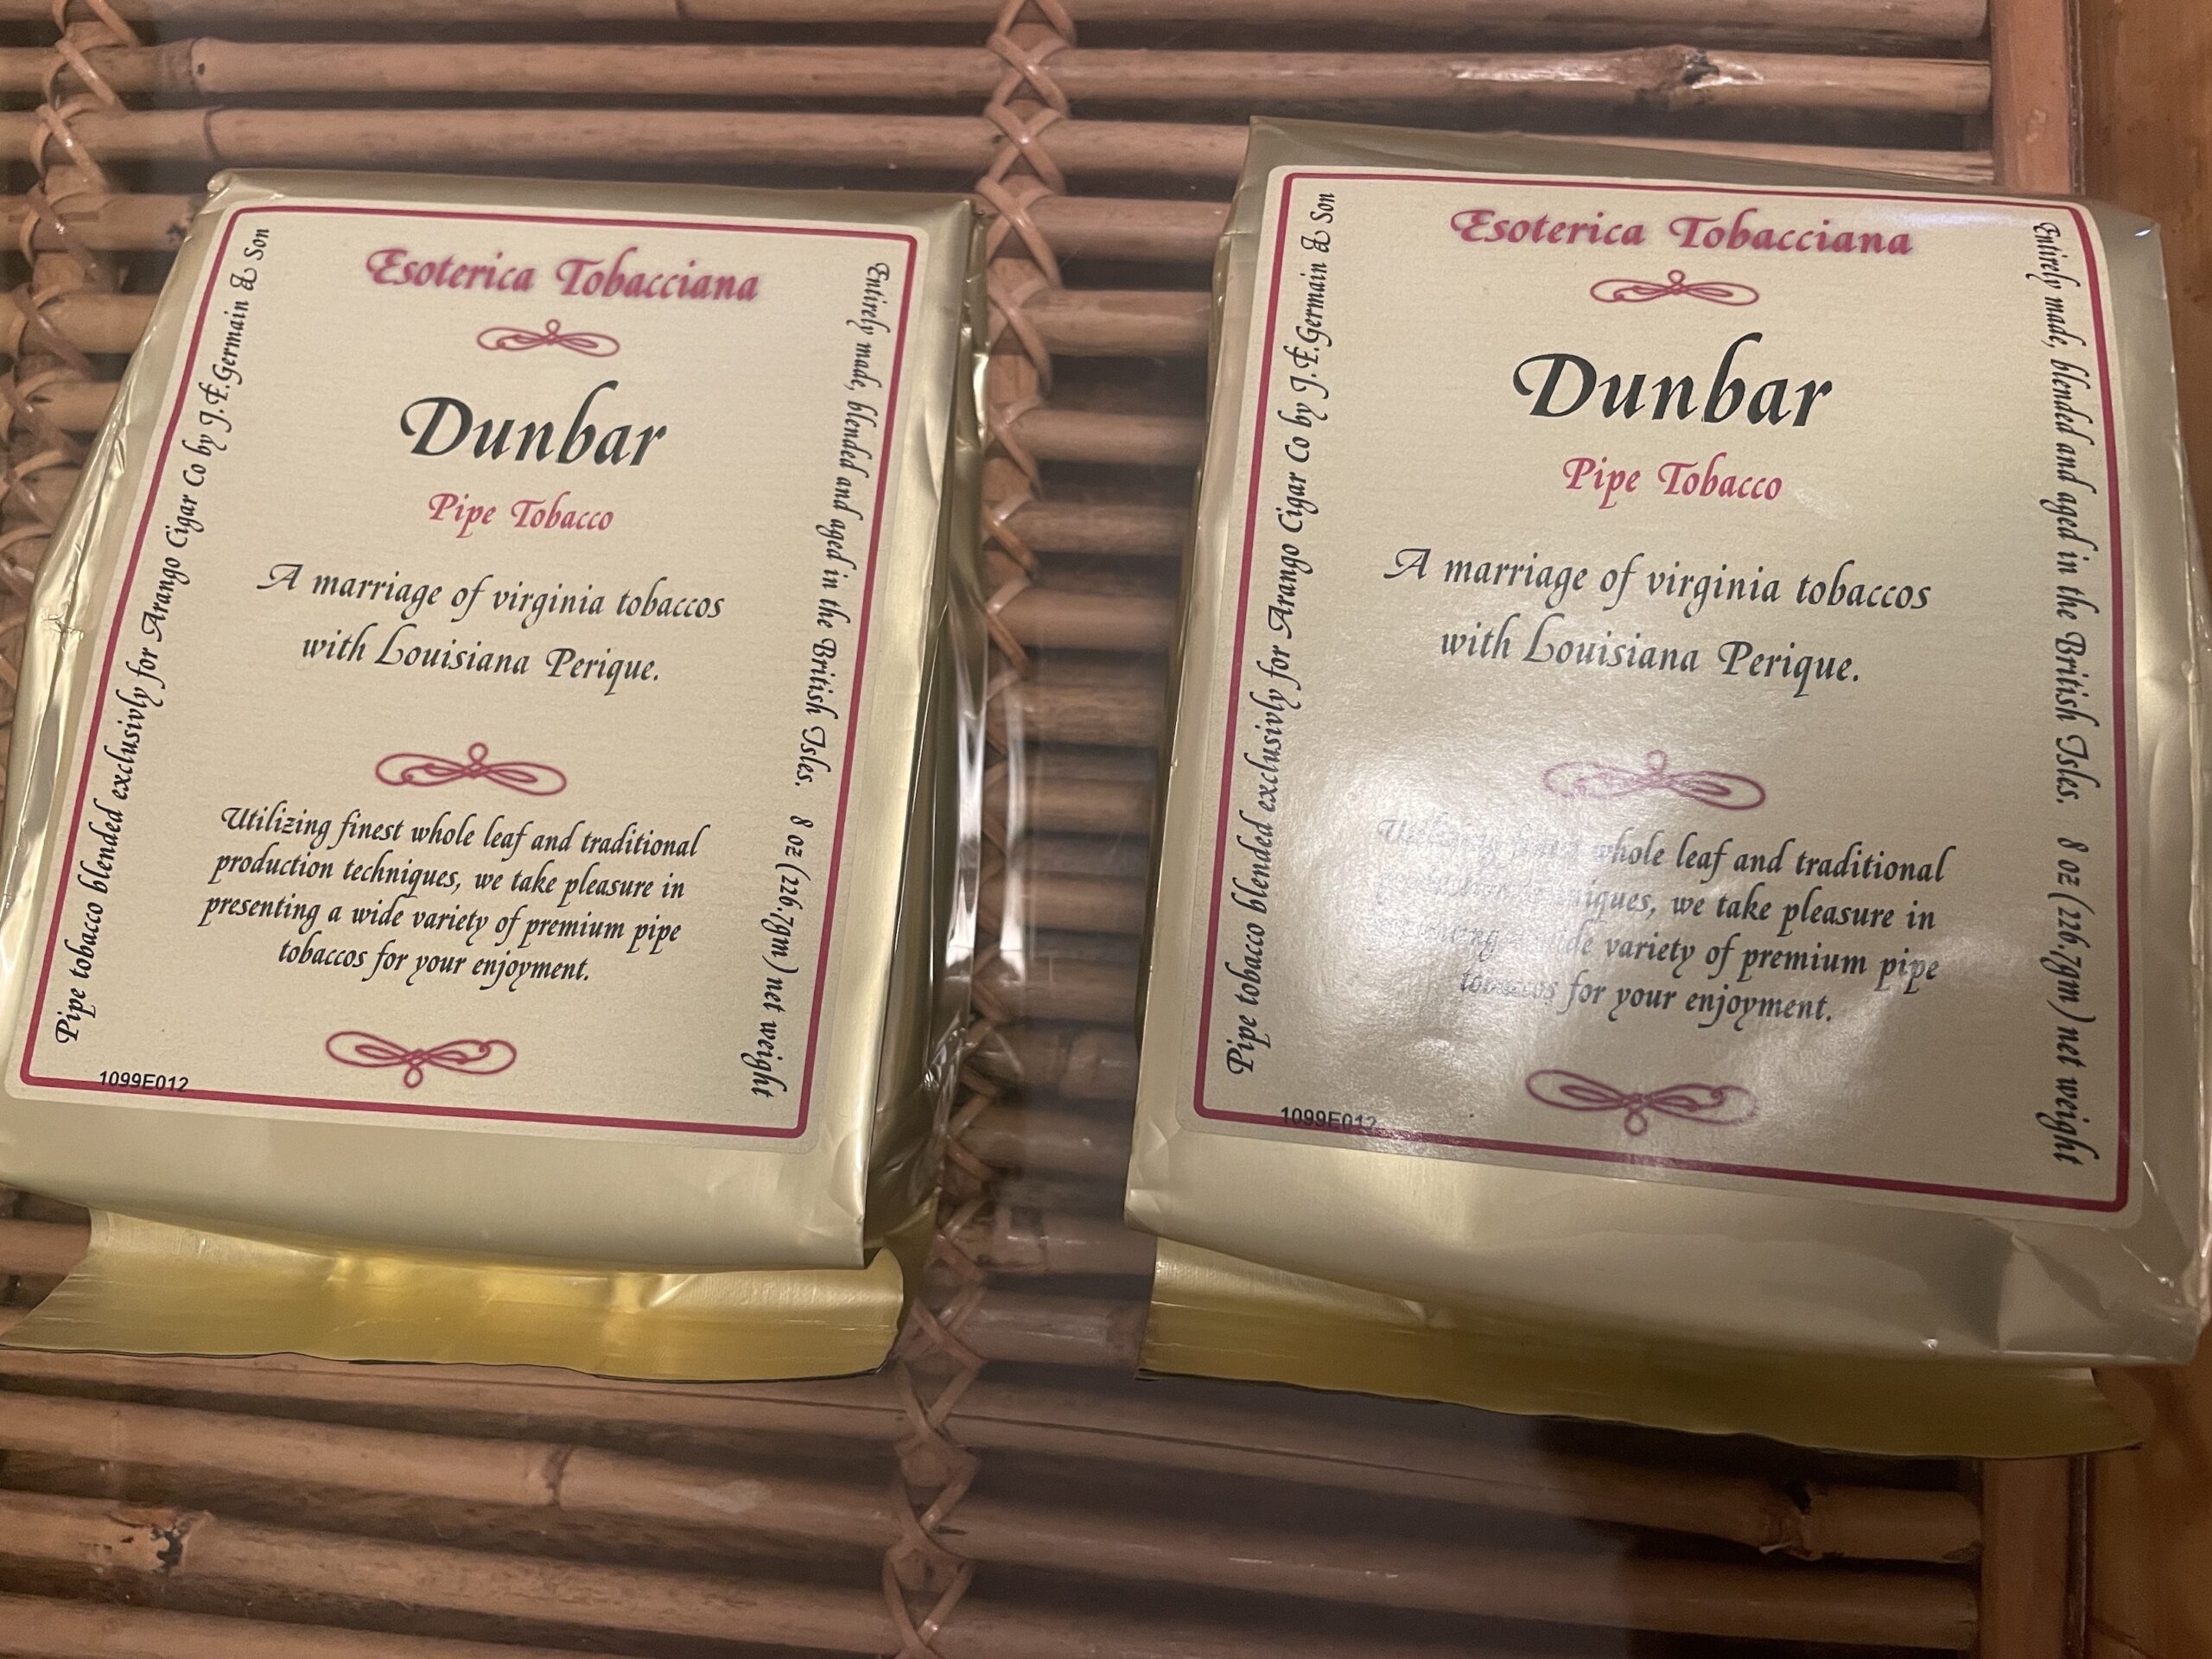 Esoterica Tobacciana
Dunbar
Pipe Tobacco
A marriage of virginia tobaccos
with Louisiana Perique.
Utilizing finest whole leaf and traditional
production techniques, we take pleasure in
presenting a wide variety of premium pipe
tobaccos for your enjoyment.
Pipe tobacco blended exclusivly for Arango Cigar Co by J.F.Germain & Son
Entirely made, blended and aged in the British Isles. 8 oz (226.7gm) net weight
1099E012
Esoterica Tobacciana
Dunbar
Pipe Tobacco
A marriage of virginia tobaccos
with Louisiana Perique.
whole leaf and traditional
we take pleasure in
variety of premium pipe
tobaccos for your enjoyment.
Pipe tobacco blended exclusivly for Arango Cigar Co by J.F.Germain & Son
Entirely made, blended and aged in the British Isles. 8 oz (226.7gm) net weight
1099E012